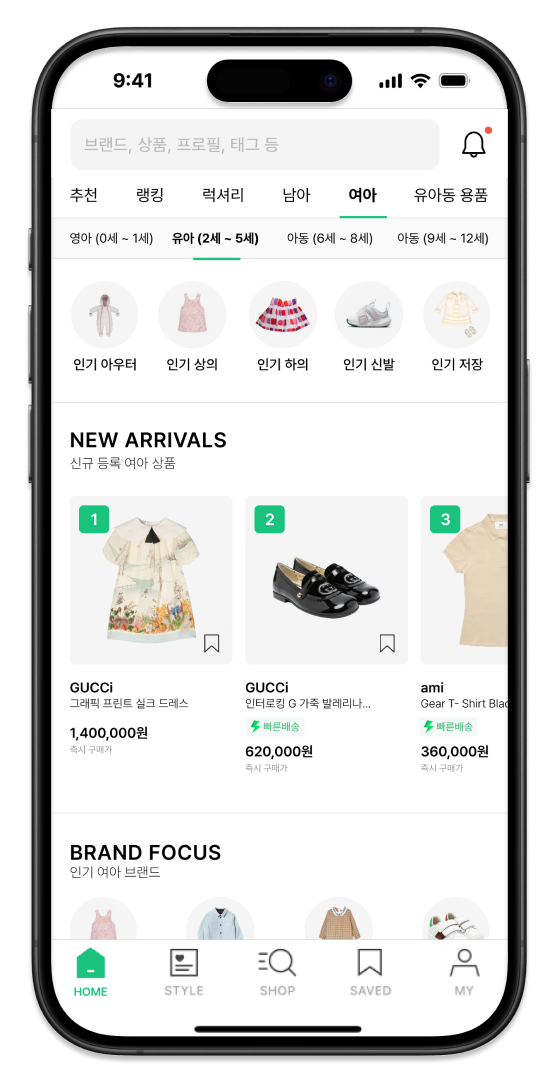 9:41
브랜드, 상품, 프로필, 태그 등
추천 랭킹 럭셔리 남아 여아 유아동 용품
영아 (0세 ~ 1세) 유아 (2세 ~ 5세) 아동 (6세 ~ 8세) 아동 (9세 ~ 12세)
인기 아우터 인기 상의 인기 하의 인기 신발 인기 저장
NEW ARRIVALS
신규 등록 여아 상품
1 2 3
GUCCi GUCCi ami
그래픽 프린트 실크 드레스 인터로킹 G 가죽 발레리나... Gear T- Shirt Blac
빠른배송 빠른배송
1,400,000원 620,000원 360,000원
즉시 구매가 즉시 구매가 즉시 구매가
BRAND FOCUS
인기 여아 브랜드
HOME STYLE SHOP SAVED MY